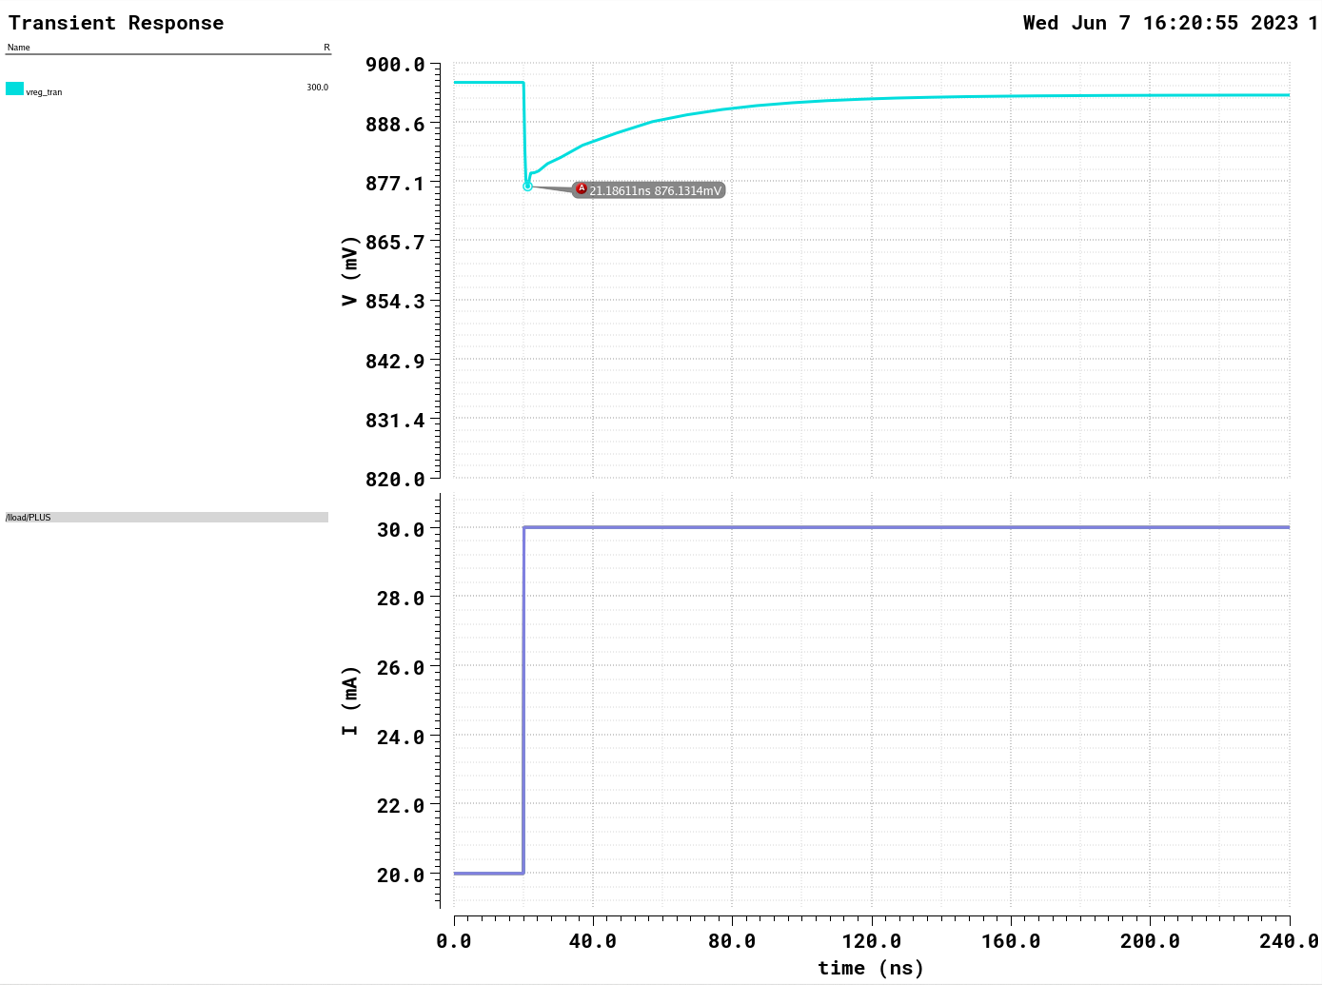 Transient Response
Wed Jun 7 16:20:55 2023 1
Name R
vreg_tran 300.0
/Iload/PLUS
V (mV)
900.0
888.6
877.1
865.7
854.3
842.9
831.4
820.0
A 21.18611ns 876.1314mV
I (mA)
30.0
28.0
26.0
24.0
22.0
20.0
0.0 40.0 80.0 120.0 160.0 200.0 240.0
time (ns)